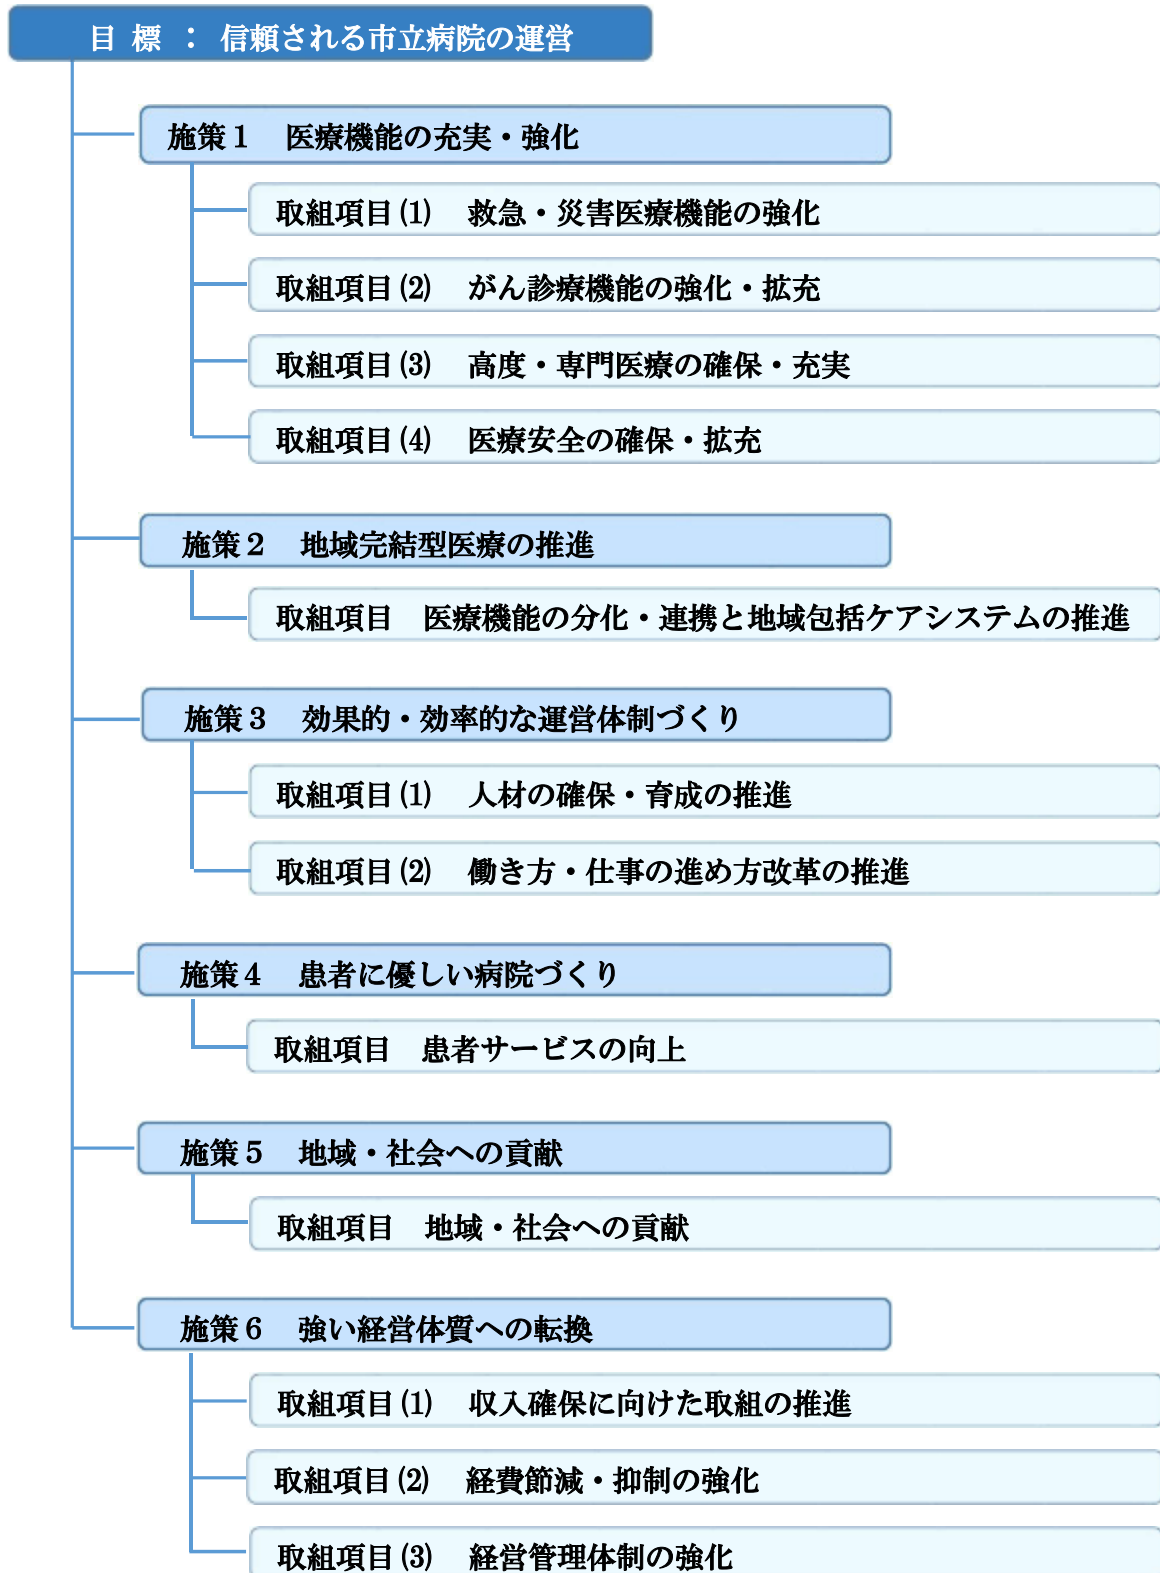 目 標 ： 信頼される市立病院の運営
施策１ 医療機能の充実・強化
取組項目(1) 救急・災害医療機能の強化
取組項目(2) がん診療機能の強化・拡充
取組項目(3) 高度・専門医療の確保・充実
取組項目(4) 医療安全の確保・拡充
施策２ 地域完結型医療の推進
取組項目 医療機能の分化・連携と地域包括ケアシステムの推進
施策３ 効果的・効率的な運営体制づくり
取組項目(1) 人材の確保・育成の推進
取組項目(2) 働き方・仕事の進め方改革の推進
施策４ 患者に優しい病院づくり
取組項目 患者サービスの向上
施策５ 地域・社会への貢献
取組項目 地域・社会への貢献
施策６ 強い経営体質への転換
取組項目(1) 収入確保に向けた取組の推進
取組項目(2) 経費節減・抑制の強化
取組項目(3) 経営管理体制の強化